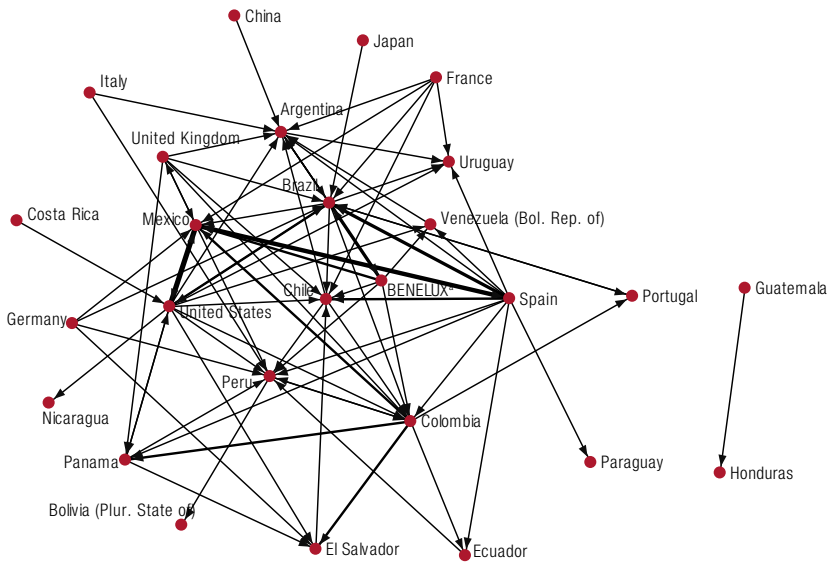 China
Japan
France
Italy
Argentina
United Kingdom
Uruguay
Brazil
Costa Rica
Mexico
Venezuela (Bol. Rep. of)
Chile
BENELUXª
Spain
Portugal
Guatemala
Germany
United States
Peru
Nicaragua
Colombia
Panama
Paraguay
Honduras
Bolivia (Plur. State of)
El Salvador
Ecuador